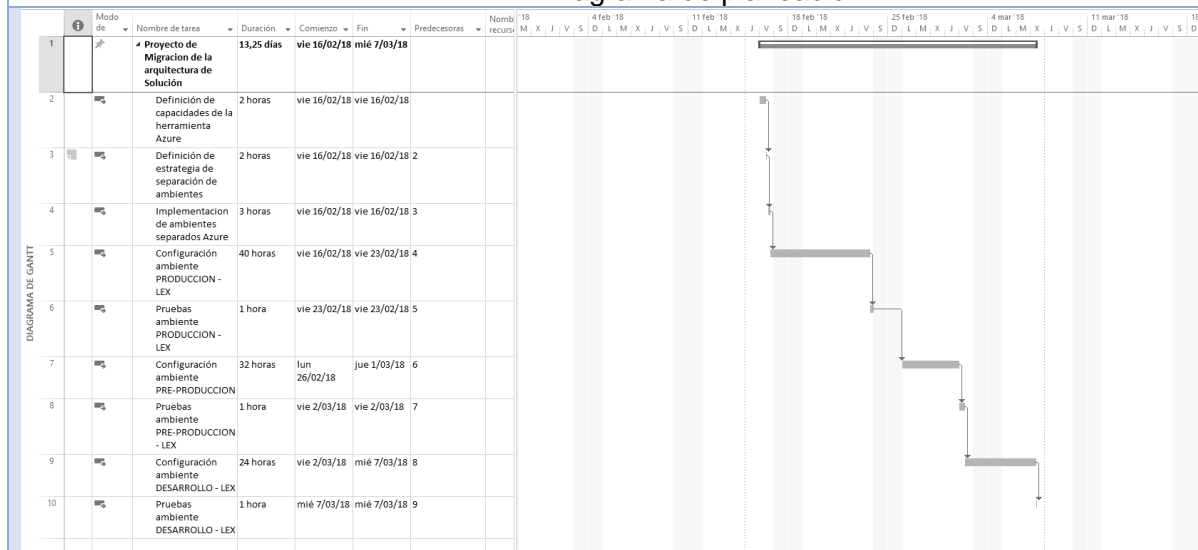 Modo de
Nombre de tarea
Duración
Comienzo
Fin
Predecesoras
Nomb
recurs
'18
4 feb '18
11 feb '18
18 feb '18
25 feb '18
4 mar '18
11 mar '18
18
M X J V S D L M X J V S D L M X J V S D L M X J V S D L M X J V S D L M X J V S D L M X J V S D
DIAGRAMA DE GANTT
1 Proyecto de 13,25 días vie 16/02/18 mié 7/03/18
Migracion de la
arquitectura de
Solución
2 Definición de 2 horas vie 16/02/18 vie 16/02/18
capacidades de la
herramienta
Azure
3 Definición de 2 horas vie 16/02/18 vie 16/02/18 2
estrategia de
separación de
ambientes
4 Implementacion 3 horas vie 16/02/18 vie 16/02/18 3
de ambientes
separados Azure
5 Configuración 40 horas vie 16/02/18 vie 23/02/18 4
ambiente
PRODUCCION -
LEX
6 Pruebas 1 hora vie 23/02/18 vie 23/02/18 5
ambiente
PRODUCCION -
LEX
7 Configuración 32 horas lun jue 1/03/18 6
ambiente 26/02/18
PRE-PRODUCCION
8 Pruebas 1 hora vie 2/03/18 vie 2/03/18 7
ambiente
PRE-PRODUCCION
- LEX
9 Configuración 24 horas vie 2/03/18 mié 7/03/18 8
ambiente
DESARROLLO - LEX
10 Pruebas 1 hora mié 7/03/18 mié 7/03/18 9
ambiente
DESARROLLO - LEX